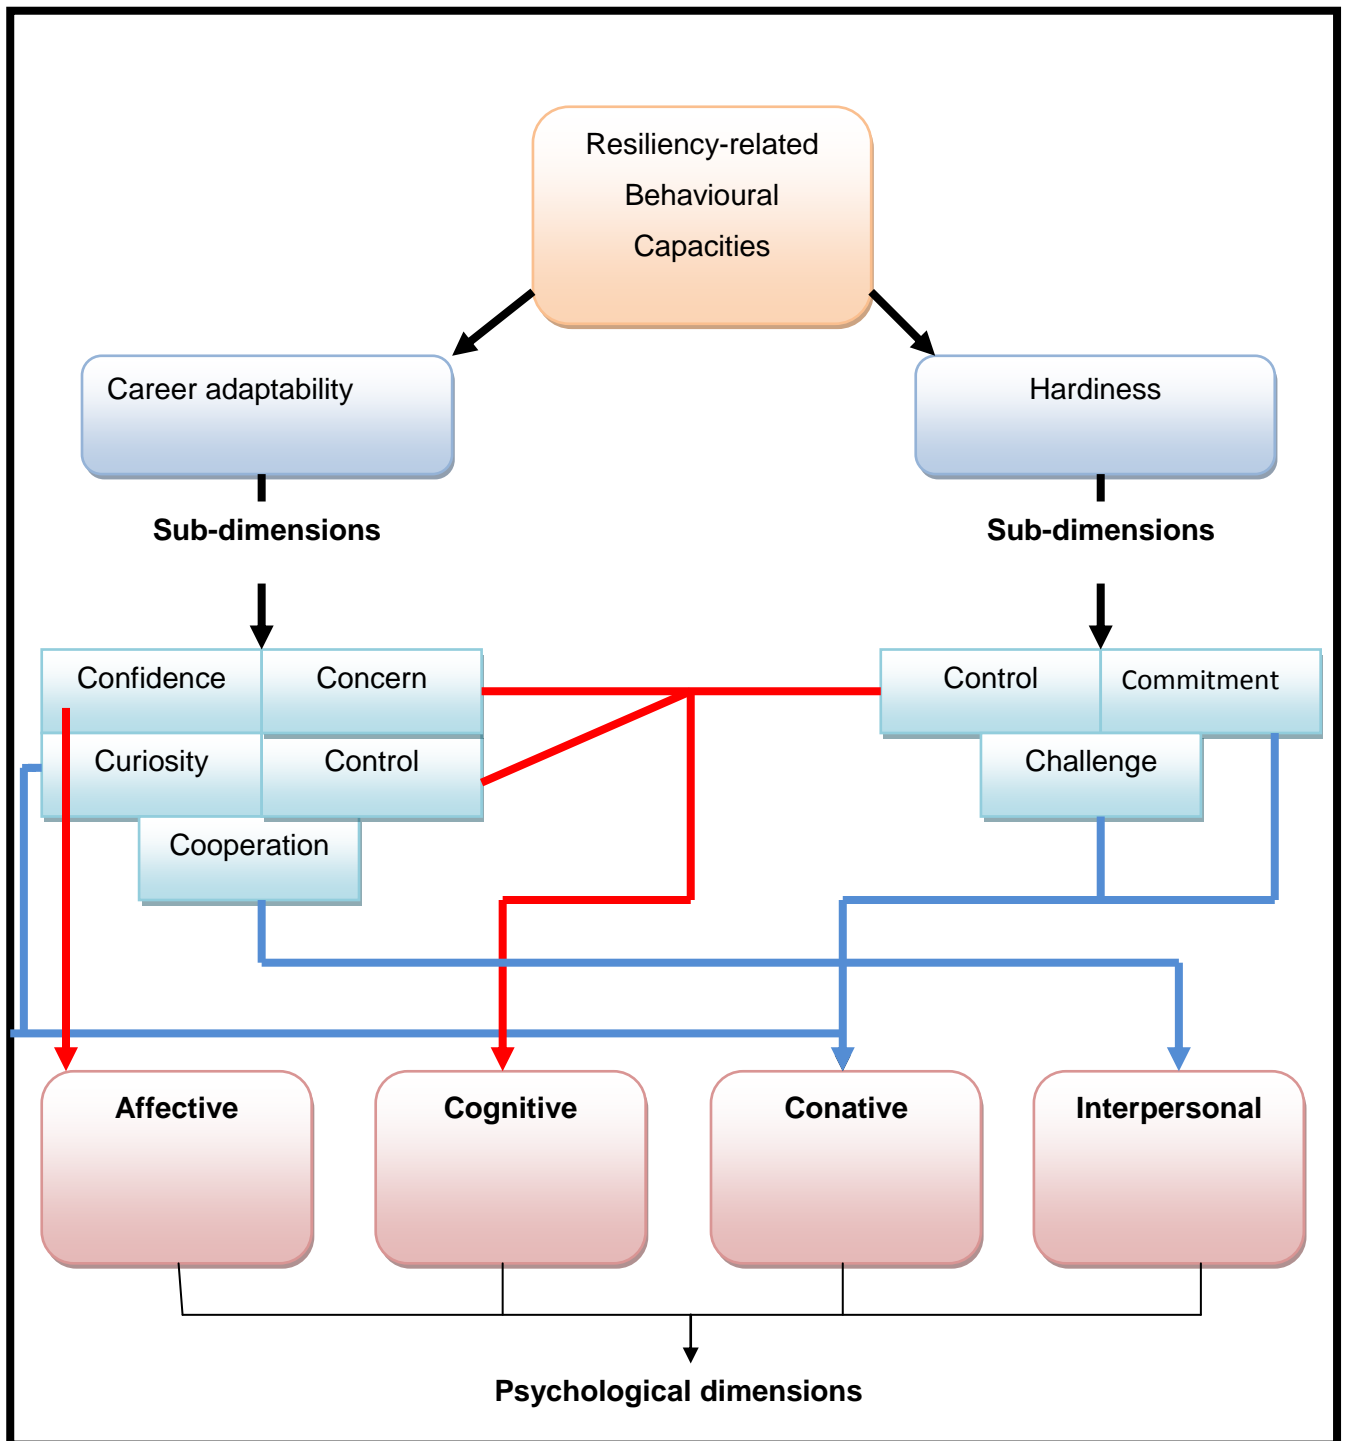 Resiliency-related
Behavioural
Capacities
Career adaptability
Hardiness
Sub-dimensions
Sub-dimensions
Confidence
Concern
Control
Commitment
Curiosity
Control
Challenge
Cooperation
Affective
Cognitive
Conative
Interpersonal
Psychological dimensions